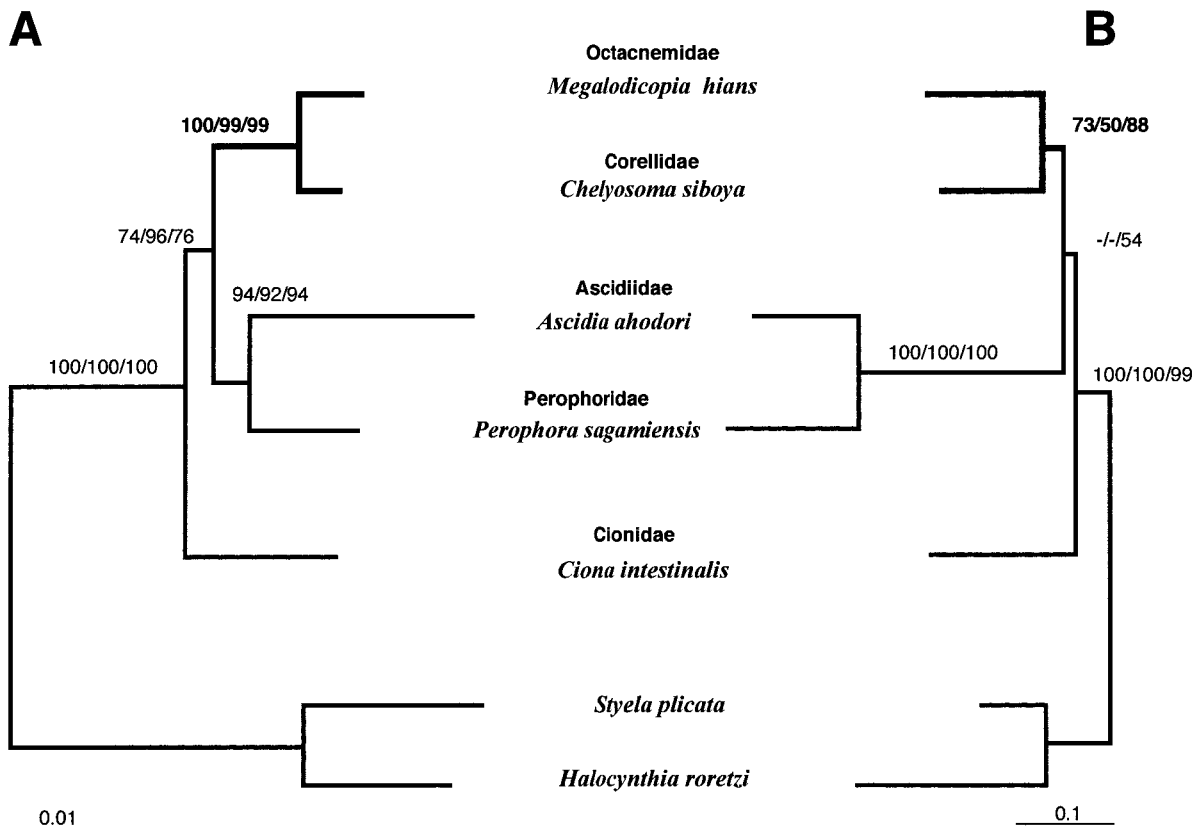 A
B
Octacnemidae
Megalodicopia hians
100/99/99
73/50/88
Corellidae
Chelyosoma siboya
74/96/76
-/-/54
94/92/94
Ascidiidae
Ascidia ahodori
100/100/100
100/100/100
100/100/99
Perophoridae
Perophora sagamiensis
Cionidae
Ciona intestinalis
Styela plicata
Halocynthia roretzi
0.01
0.1